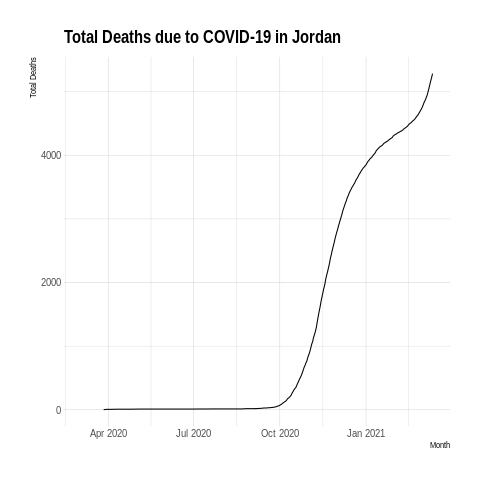 Total Deaths due to COVID-19 in Jordan
Total Deaths
4000
2000
0
Apr 2020 Jul 2020 Oct 2020 Jan 2021
Month